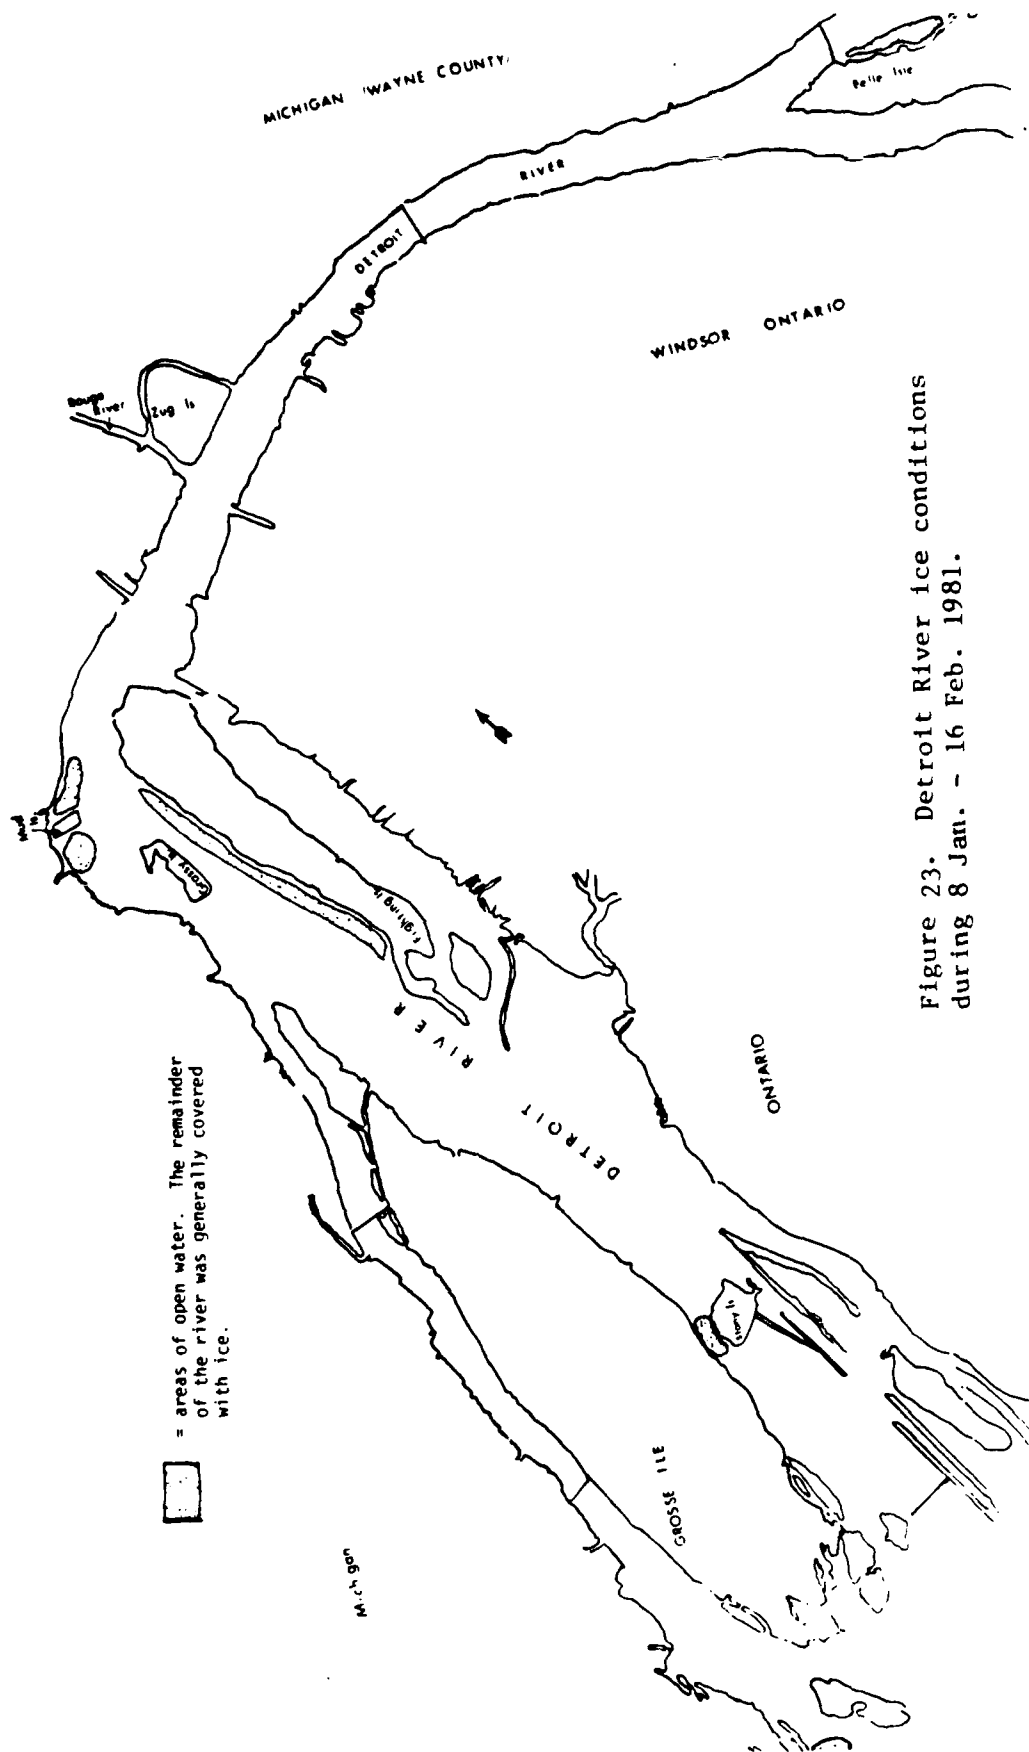 MICHIGAN (WAYNE COUNTY)
Belle Isle
RIVER
DETROIT
WINDSOR ONTARIO
Rouge
River
Zug Is
Mud
Is.
Grassy Is.
Fighting Is
RIVER
DETROIT
ONTARIO
Stony Is
GROSSE ILE
Michigan
= areas of open water. The remainder
of the river was generally covered
with ice.
Figure 23. Detroit River ice conditions
during 8 Jan. - 16 Feb. 1981.